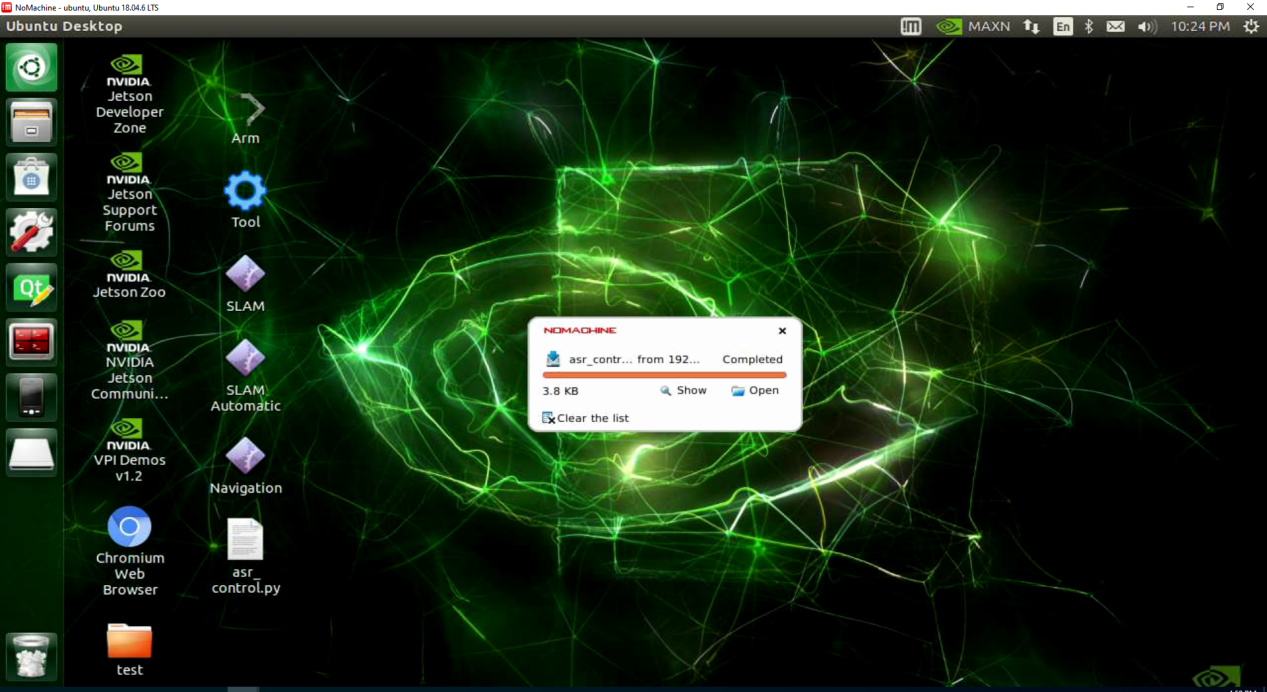 NoMachine - ubuntu, Ubuntu 18.04.6 LTS
Ubuntu Desktop
MAXN
En
10:24 PM
NVIDIA.
Jetson
Developer
Zone
NVIDIA.
Jetson
Support
Forums
NVIDIA.
Jetson Zoo
NVIDIA.
NVIDIA
Jetson
Communi...
NVIDIA.
VPI Demos
v1.2
Chromium
Web
Browser
test
Arm
Tool
SLAM
SLAM
Automatic
Navigation
asr_
control.py
Qt
NOMACHINE
asr_contr... from 192... Completed
3.8 KB Show Open
Clear the list